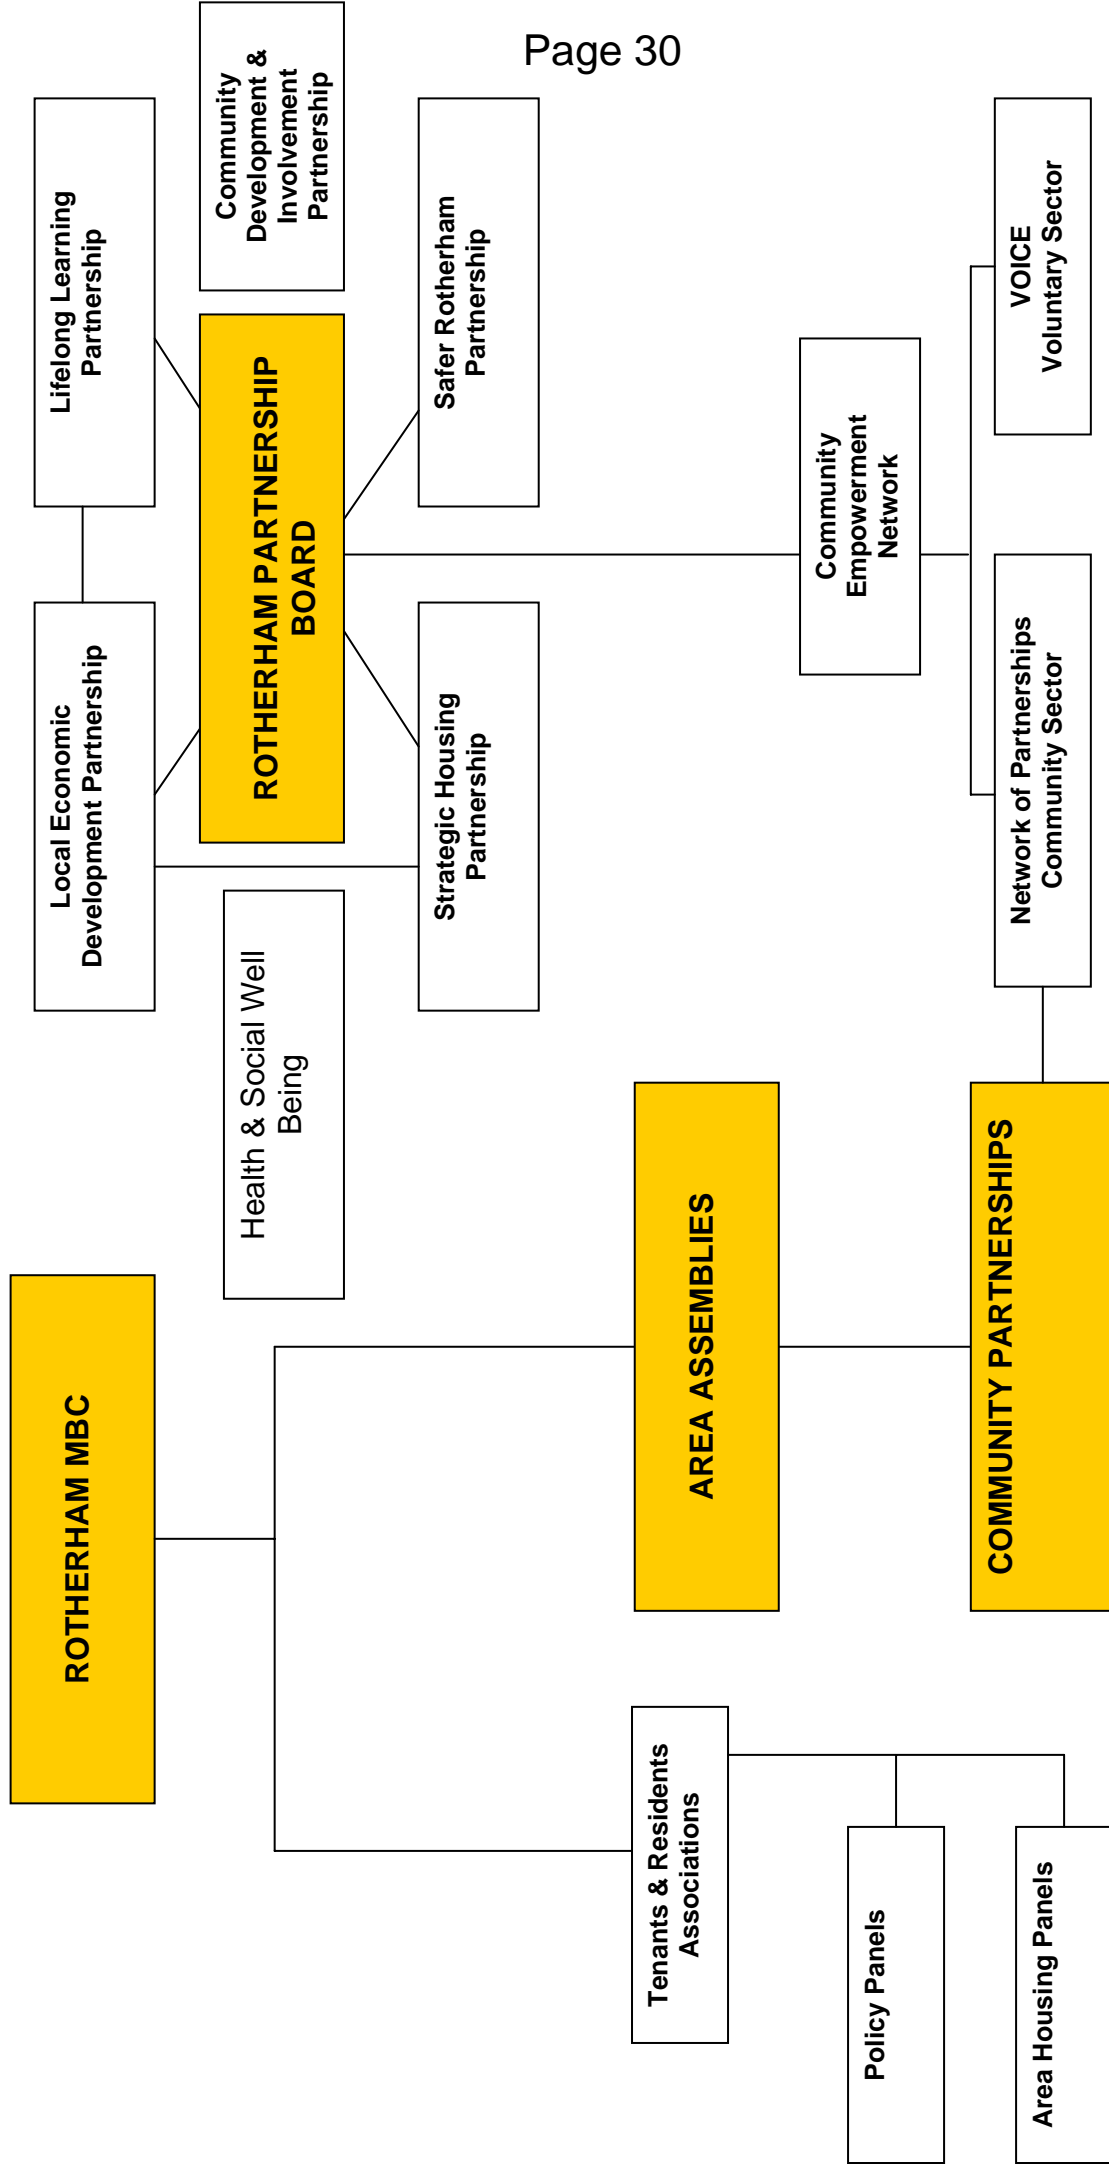 Page 30
ROTHERHAM MBC
Local Economic
Development Partnership
Lifelong Learning
Partnership
Health & Social Well
Being
ROTHERHAM PARTNERSHIP
BOARD
Community
Development &
Involvement
Partnership
Strategic Housing
Partnership
Safer Rotherham
Partnership
Tenants & Residents
Associations
AREA ASSEMBLIES
Community
Empowerment
Network
Policy Panels
Area Housing Panels
COMMUNITY PARTNERSHIPS
Network of Partnerships
Community Sector
VOICE
Voluntary Sector